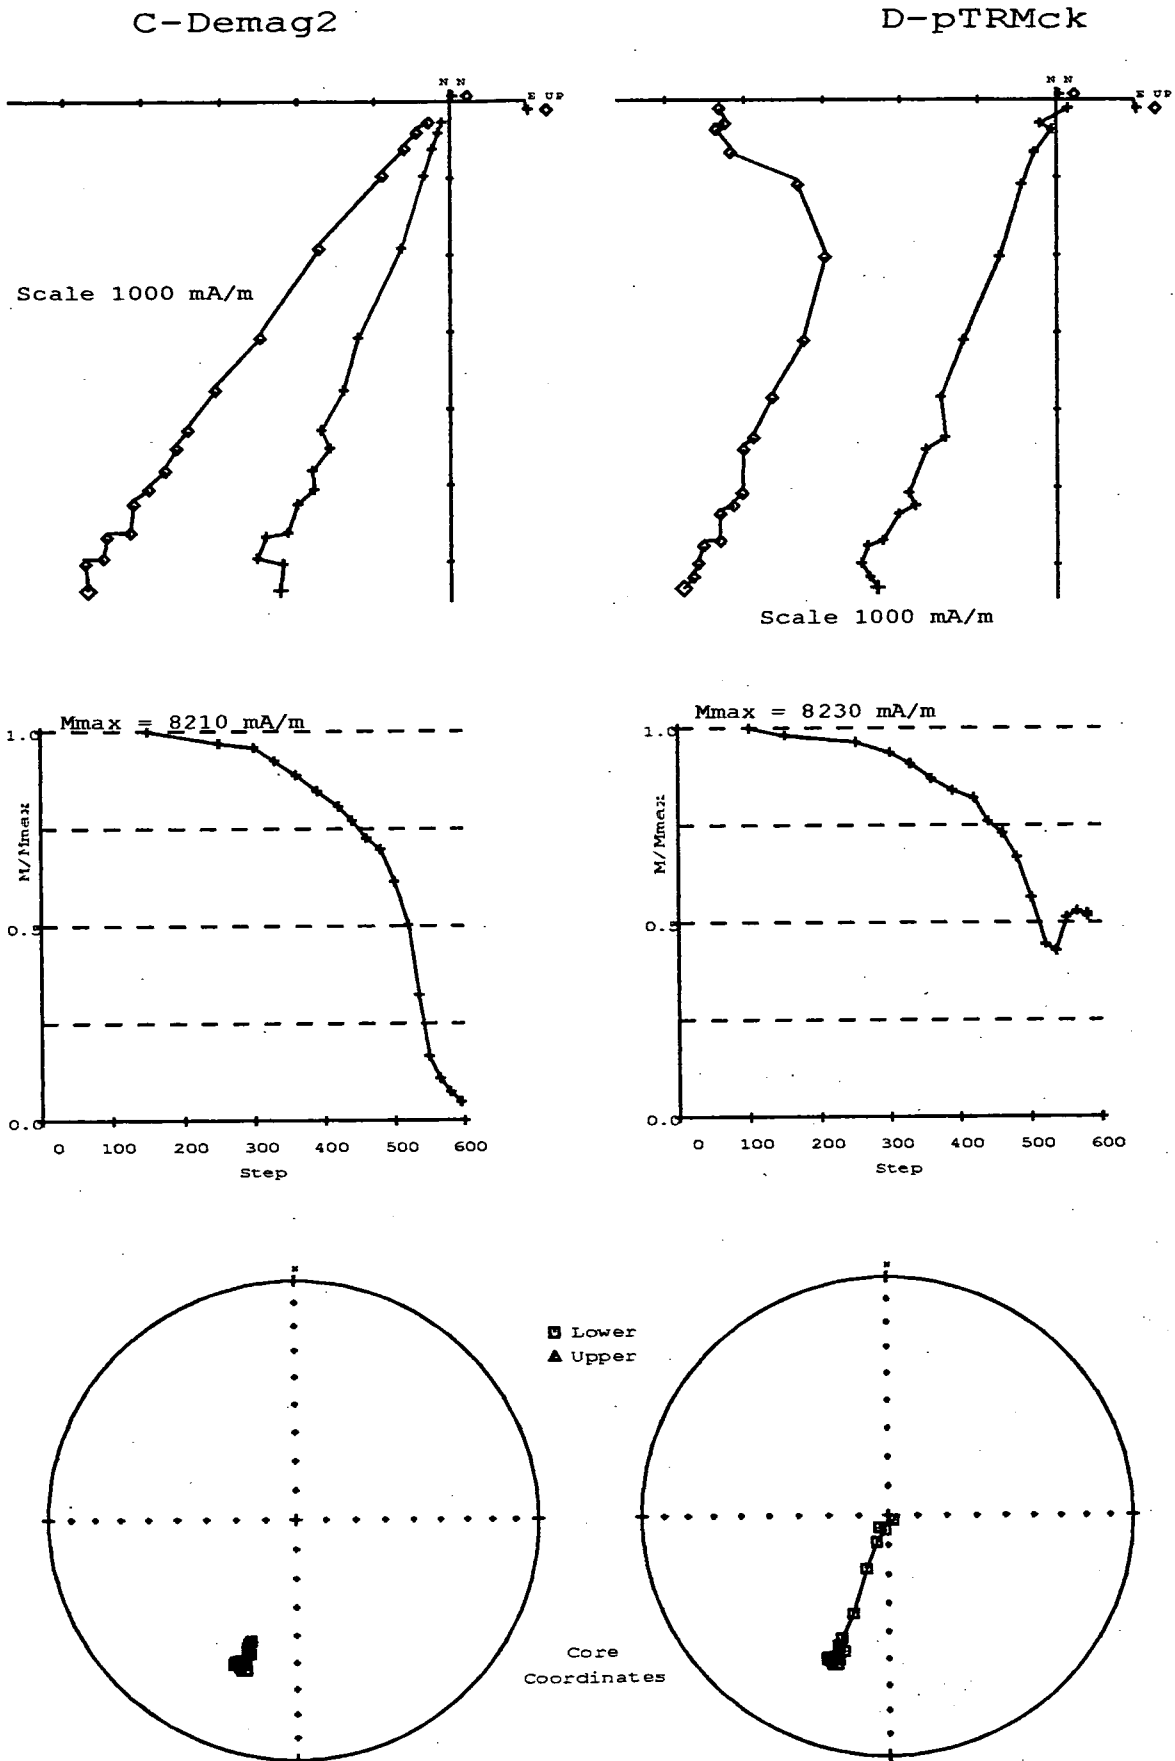 C-Demag2
D-pTRMck
N N
E UP
N N
E UP
Scale 1000 mA/m
Scale 1000 mA/m
Mmax = 8210 mA/m
1.0
M/Mmax
0.5
0.0
0 100 200 300 400 500 600
Step
Mmax = 8230 mA/m
1.0
M/Mmax
0.5
0.0
0 100 200 300 400 500 600
Step
N
N
Lower
Upper
Core
Coordinates